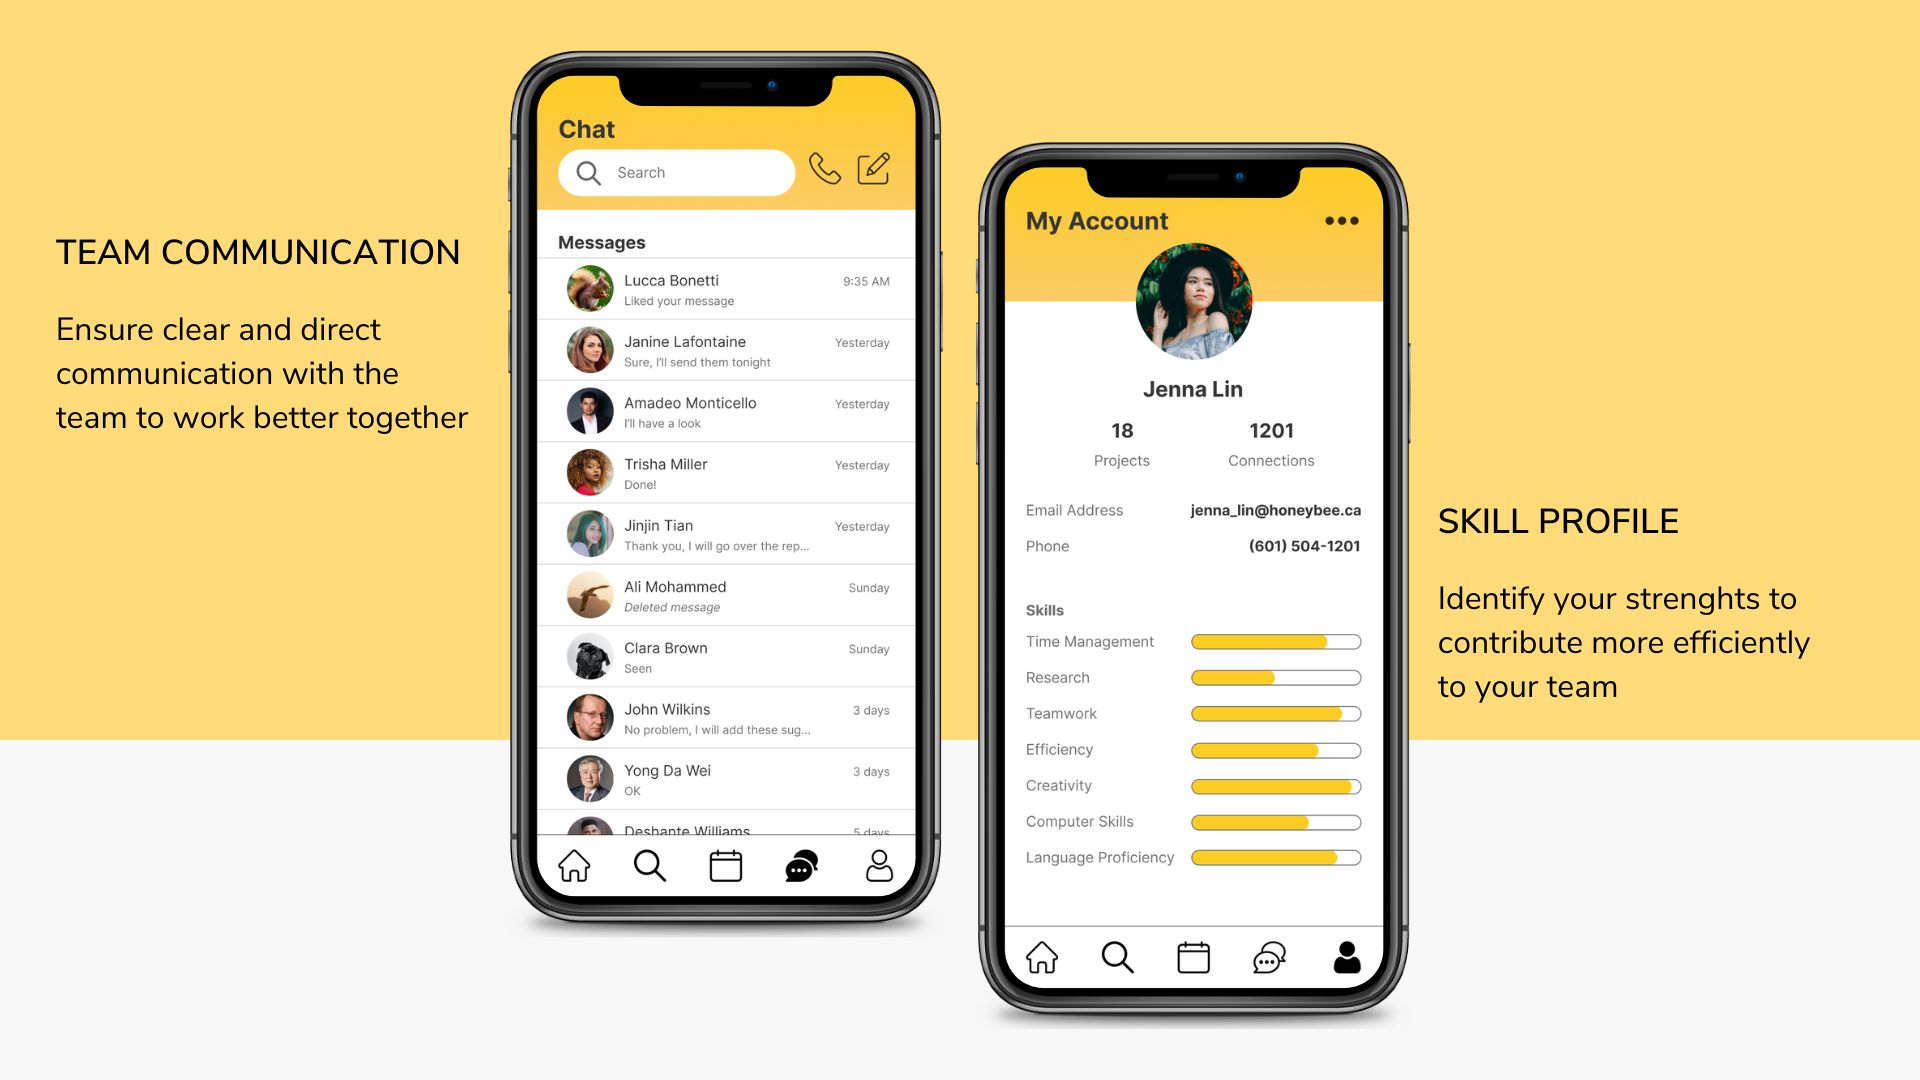 TEAM COMMUNICATION
Ensure clear and direct
communication with the
team to work better together
Chat
Search
Messages
Lucca Bonetti 9:35 AM
Liked your message
Janine Lafontaine Yesterday
Sure, I'll send them tonight
Amadeo Monticello Yesterday
I'll have a look
Trisha Miller Yesterday
Done!
Jinjin Tian Yesterday
Thank you, I will go over the rep...
Ali Mohammed Sunday
Deleted message
Clara Brown Sunday
Seen
John Wilkins 3 days
No problem, I will add these sug...
Yong Da Wei 3 days
OK
Deshante Williams 5 days
My Account
Jenna Lin
18 1201
Projects Connections
Email Address jenna_lin@honeybee.ca
Phone (601) 504-1201
Skills
Time Management
Research
Teamwork
Efficiency
Creativity
Computer Skills
Language Proficiency
SKILL PROFILE
Identify your strenghts to
contribute more efficiently
to your team